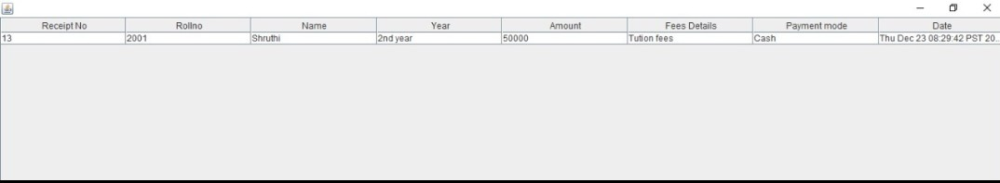 Receipt No Rollno Name Year Amount Fees Details Payment mode Date
13 2001 Shruthi 2nd year 50000 Tution fees Cash Thu Dec 23 08:29:42 PST 20...